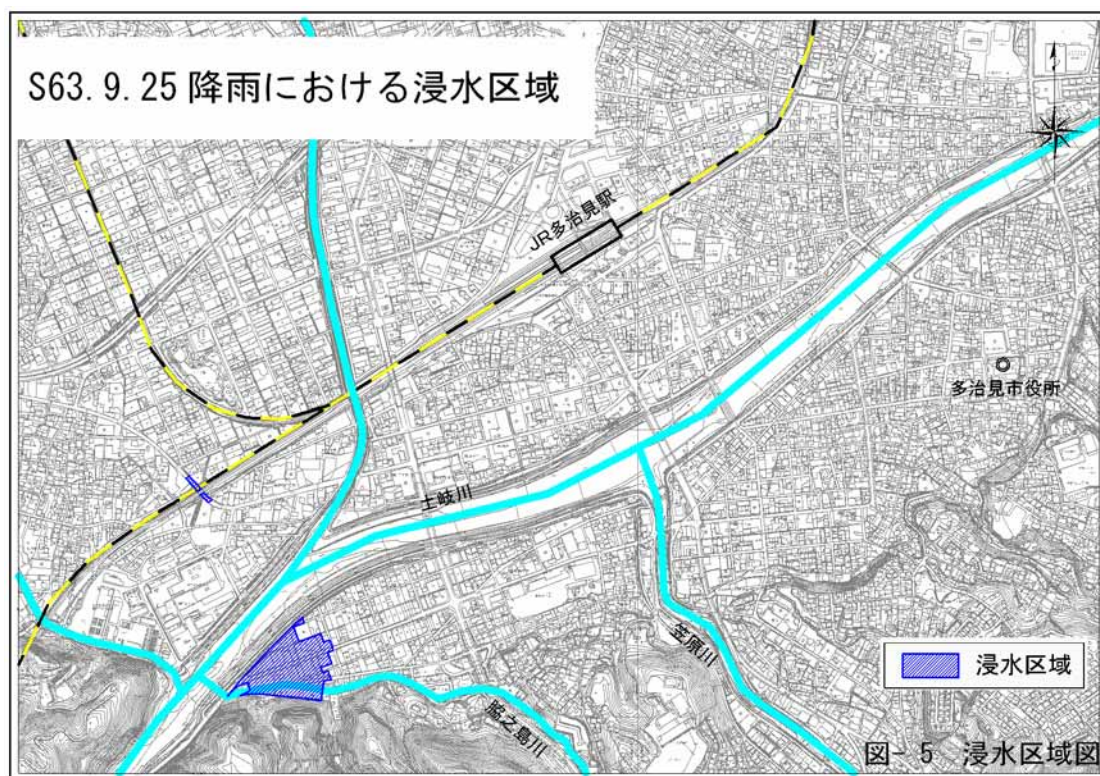 S63.9.25 降雨における浸水区域
JR多治見駅
多治見市役所
土岐川
笠原川
脇之島川
浸水区域
図-5 浸水区域図